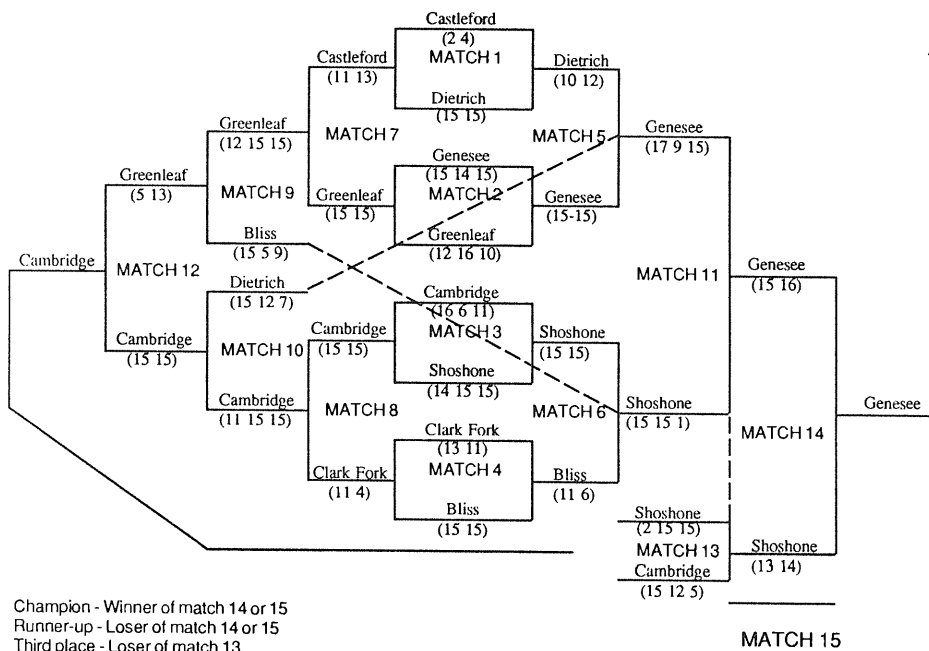 Castleford
(2 4)
MATCH 1
Dietrich
(15 15)
Castleford
(11 13)
Dietrich
(10 12)
Greenleaf
(12 15 15)
MATCH 7
MATCH 5
Genesee
(17 9 15)
Genesee
(15 14 15)
MATCH 2
Greenleaf
(12 16 10)
Greenleaf
(5 13)
MATCH 9
Greenleaf
(15 15)
Genesee
(15-15)
Bliss
(15 5 9)
Cambridge
MATCH 12
MATCH 11
Genesee
(15 16)
Dietrich
(15 12 7)
Cambridge
(16 6 11)
MATCH 3
Shoshone
(14 15 15)
Cambridge
(15 15)
MATCH 10
Cambridge
(15 15)
Shoshone
(15 15)
Cambridge
(11 15 15)
MATCH 8
MATCH 6
Shoshone
(15 15 1)
Genesee
MATCH 14
Clark Fork
(13 11)
MATCH 4
Bliss
(15 15)
Clark Fork
(11 4)
Bliss
(11 6)
Shoshone
(2 15 15)
MATCH 13
Shoshone
(13 14)
Cambridge
(15 12 5)
Champion - Winner of match 14 or 15
Runner-up - Loser of match 14 or 15
Third place - Loser of match 13
MATCH 15